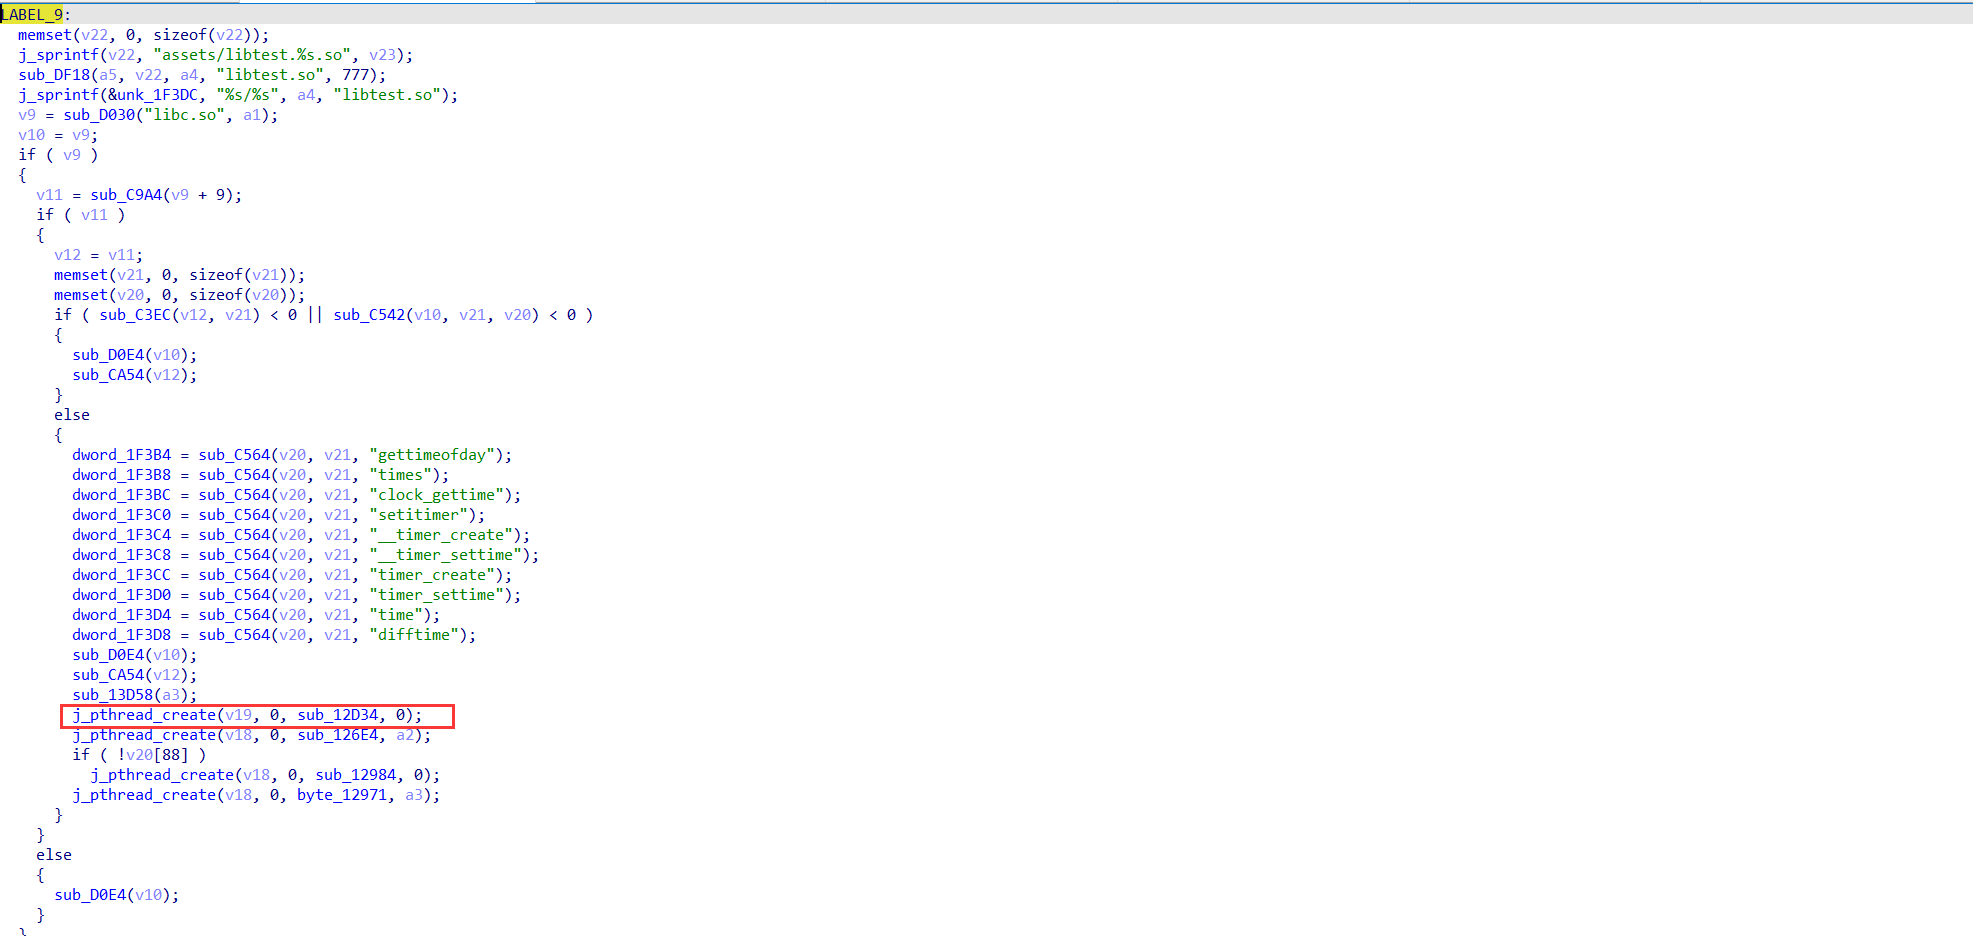 LABEL_9:
memset(v22, 0, sizeof(v22));
j_sprintf(v22, "assets/libtest.%s.so", v23);
sub_DF18(a5, v22, a4, "libtest.so", 777);
j_sprintf(&unk_1F3DC, "%s/%s", a4, "libtest.so");
v9 = sub_D030("libc.so", a1);
v10 = v9;
if ( v9 )
{
v11 = sub_C9A4(v9 + 9);
if ( v11 )
{
v12 = v11;
memset(v21, 0, sizeof(v21));
memset(v20, 0, sizeof(v20));
if ( sub_C3EC(v12, v21) < 0 || sub_C542(v10, v21, v20) < 0 )
{
sub_D0E4(v10);
sub_CA54(v12);
}
else
{
dword_1F3B4 = sub_C564(v20, v21, "gettimeofday");
dword_1F3B8 = sub_C564(v20, v21, "times");
dword_1F3BC = sub_C564(v20, v21, "clock_gettime");
dword_1F3C0 = sub_C564(v20, v21, "setitimer");
dword_1F3C4 = sub_C564(v20, v21, "__timer_create");
dword_1F3C8 = sub_C564(v20, v21, "__timer_settime");
dword_1F3CC = sub_C564(v20, v21, "timer_create");
dword_1F3D0 = sub_C564(v20, v21, "timer_settime");
dword_1F3D4 = sub_C564(v20, v21, "time");
dword_1F3D8 = sub_C564(v20, v21, "difftime");
sub_D0E4(v10);
sub_CA54(v12);
sub_13D58(a3);
j_pthread_create(v19, 0, sub_12D34, 0);
j_pthread_create(v18, 0, sub_126E4, a2);
if ( !v20[88] )
j_pthread_create(v18, 0, sub_12984, 0);
j_pthread_create(v18, 0, byte_12971, a3);
}
}
else
{
sub_D0E4(v10);
}
}